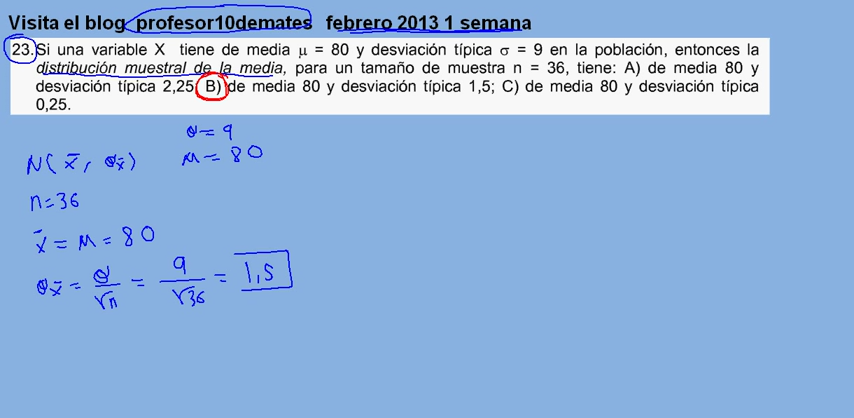 Visita el blog profesor10demates febrero 2013 1 semana
23. Si una variable X tiene de media μ = 80 y desviación típica σ = 9 en la población, entonces la
distribución muestral de la media, para un tamaño de muestra n = 36, tiene: A) de media 80 y
desviación típica 2,25; B) de media 80 y desviación típica 1,5; C) de media 80 y desviación típica
0,25.
σ = 9
N( x̄, σx̄) μ = 80
n = 36
x̄ = μ = 80
σx̄ = σ/√n = 9/√36 = 1,5